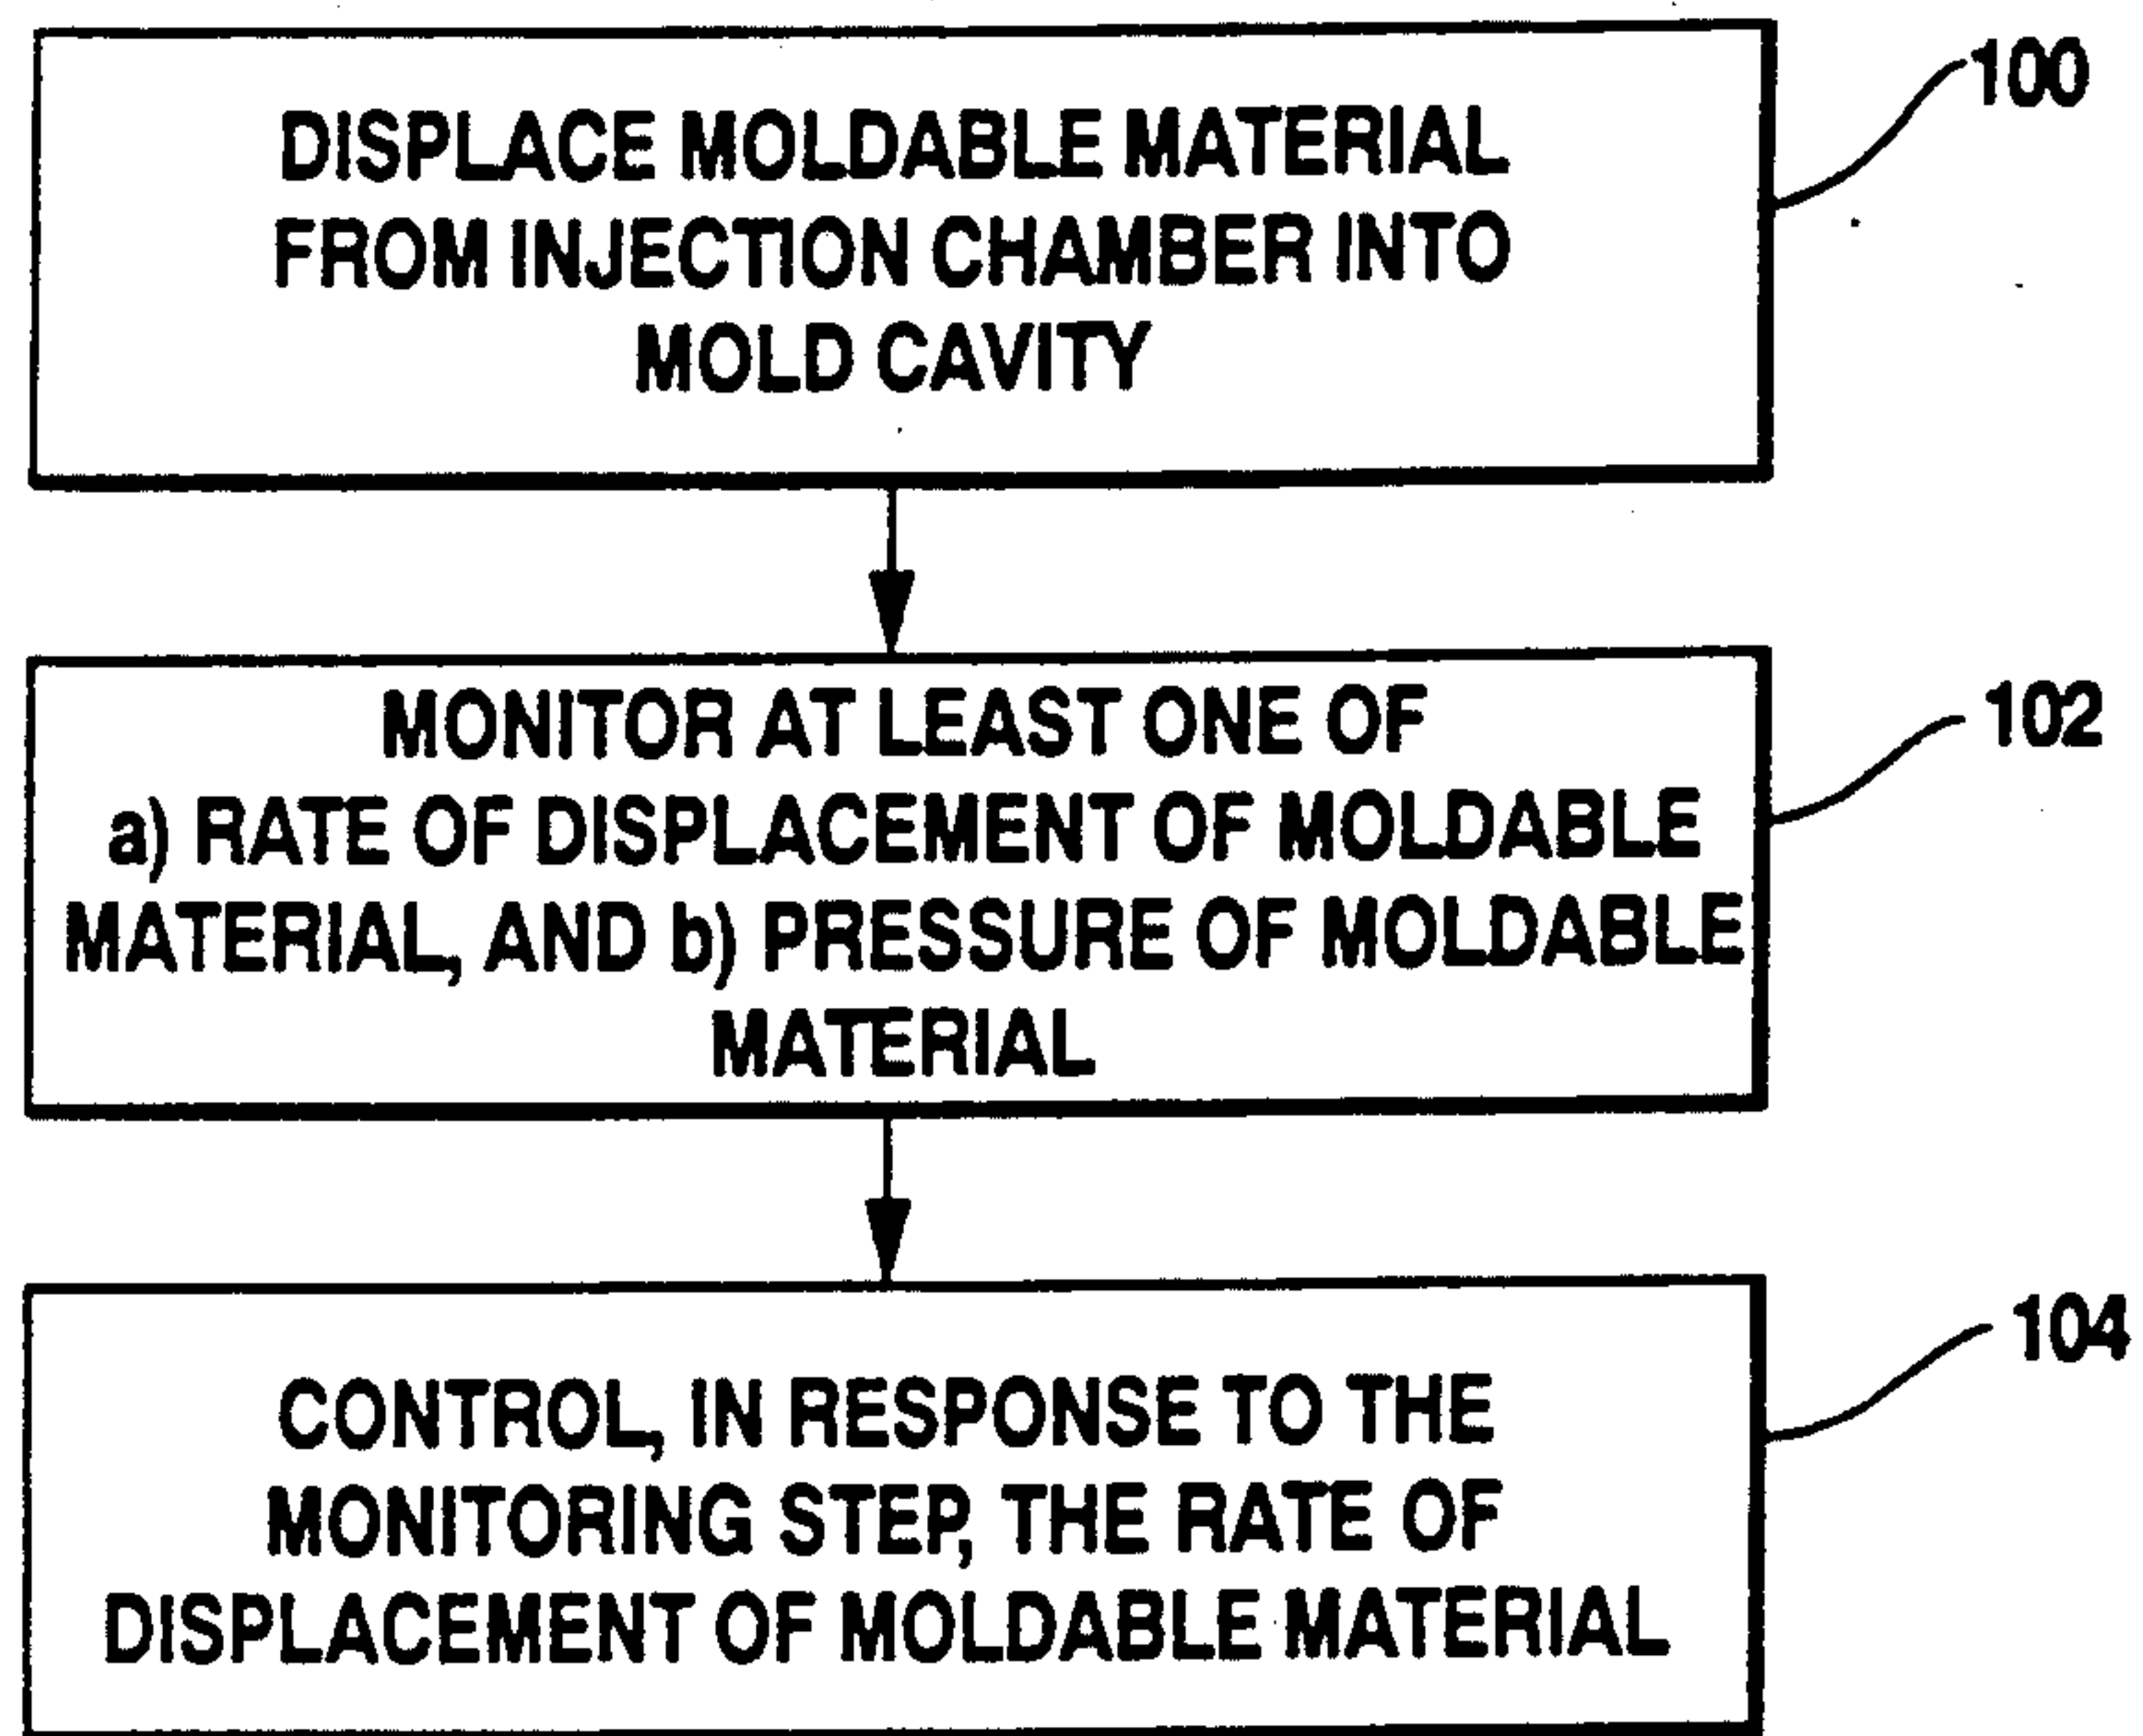 DISPLACE MOLDABLE MATERIAL
FROM INJECTION CHAMBER INTO
MOLD CAVITY
100
MONITOR AT LEAST ONE OF
a) RATE OF DISPLACEMENT OF MOLDABLE
MATERIAL, AND b) PRESSURE OF MOLDABLE
MATERIAL
102
CONTROL, IN RESPONSE TO THE
MONITORING STEP, THE RATE OF
DISPLACEMENT OF MOLDABLE MATERIAL
104